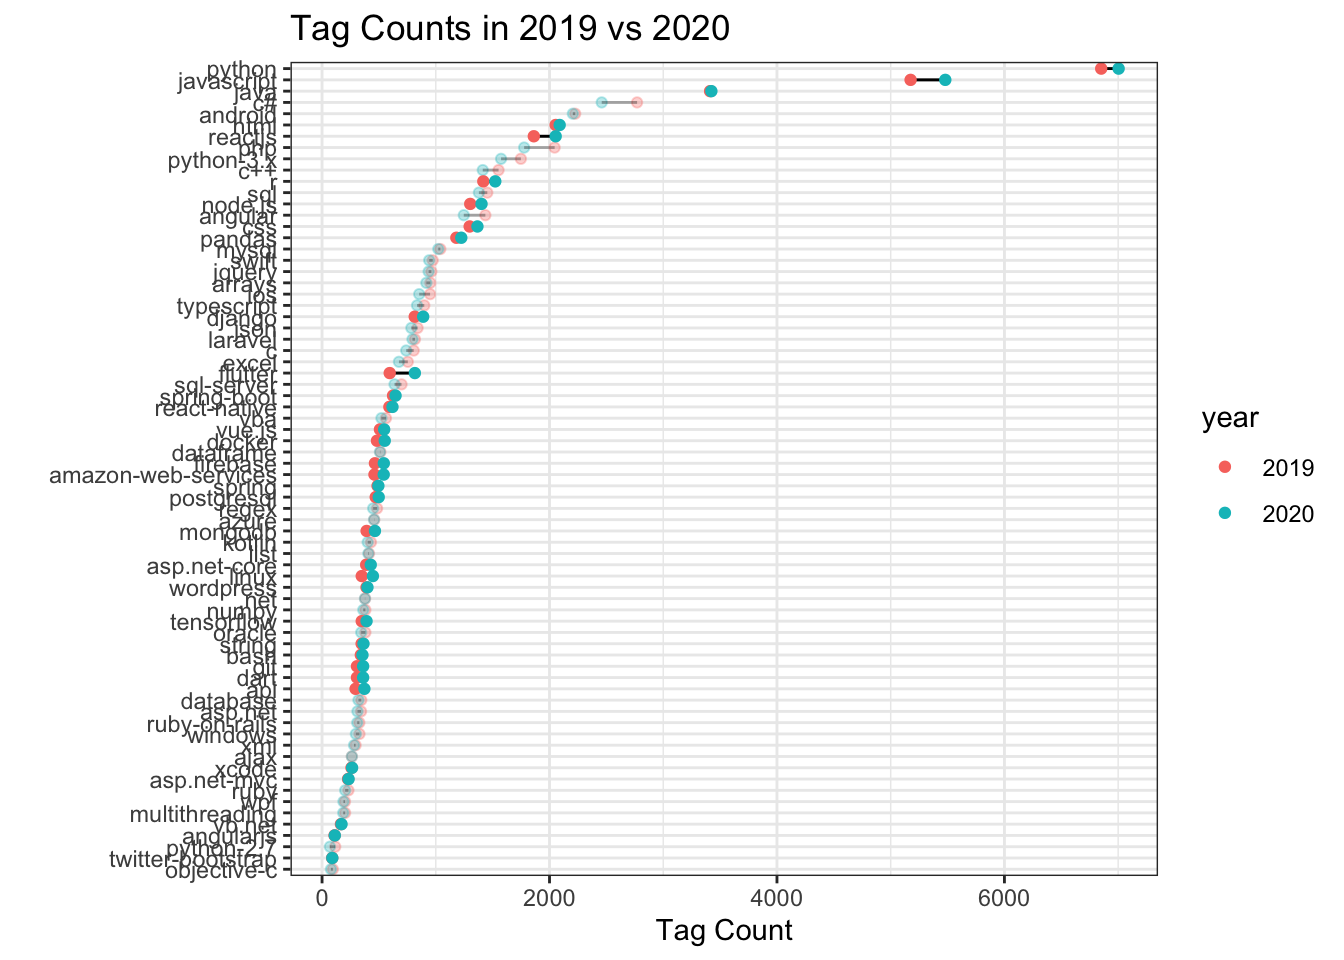 Tag Counts in 2019 vs 2020
python
javascript
java
c#
android
html
reactjs
php
python-3.x
c++
r
sql
node.js
angular
css
pandas
mysql
swift
jquery
arrays
ios
typescript
django
json
laravel
c
excel
flutter
sql-server
spring-boot
react-native
vba
vue.js
docker
dataframe
firebase
amazon-web-services
spring
postgresql
regex
azure
mongodb
kotlin
list
asp.net-core
linux
wordpress
.net
numpy
tensorflow
oracle
string
bash
git
dart
api
database
asp.net
ruby-on-rails
windows
xml
ajax
xcode
asp.net-mvc
ruby
wpf
multithreading
vb.net
angularjs
python-2.7
twitter-bootstrap
objective-c
0 2000 4000 6000
Tag Count
year
2019
2020